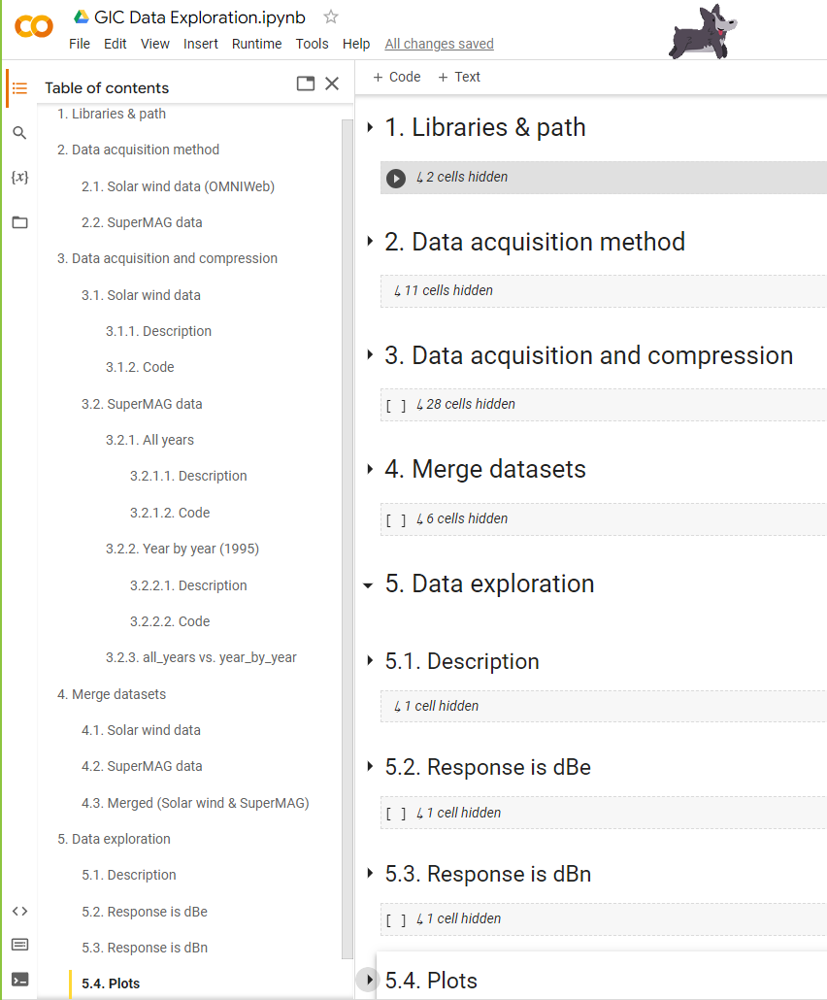 GIC Data Exploration.ipynb
File Edit View Insert Runtime Tools Help All changes saved
Table of contents
1. Libraries & path
2. Data acquisition method
2.1. Solar wind data (OMNIWeb)
2.2. SuperMAG data
3. Data acquisition and compression
3.1. Solar wind data
3.1.1. Description
3.1.2. Code
3.2. SuperMAG data
3.2.1. All years
3.2.1.1. Description
3.2.1.2. Code
3.2.2. Year by year (1995)
3.2.2.1. Description
3.2.2.2. Code
3.2.3. all_years vs. year_by_year
4. Merge datasets
4.1. Solar wind data
4.2. SuperMAG data
4.3. Merged (Solar wind & SuperMAG)
5. Data exploration
5.1. Description
5.2. Response is dBe
5.3. Response is dBn
5.4. Plots
+ Code + Text
1. Libraries & path
↳ 2 cells hidden
2. Data acquisition method
↳ 11 cells hidden
3. Data acquisition and compression
[ ] ↳ 28 cells hidden
4. Merge datasets
[ ] ↳ 6 cells hidden
5. Data exploration
5.1. Description
↳ 1 cell hidden
5.2. Response is dBe
[ ] ↳ 1 cell hidden
5.3. Response is dBn
[ ] ↳ 1 cell hidden
5.4. Plots